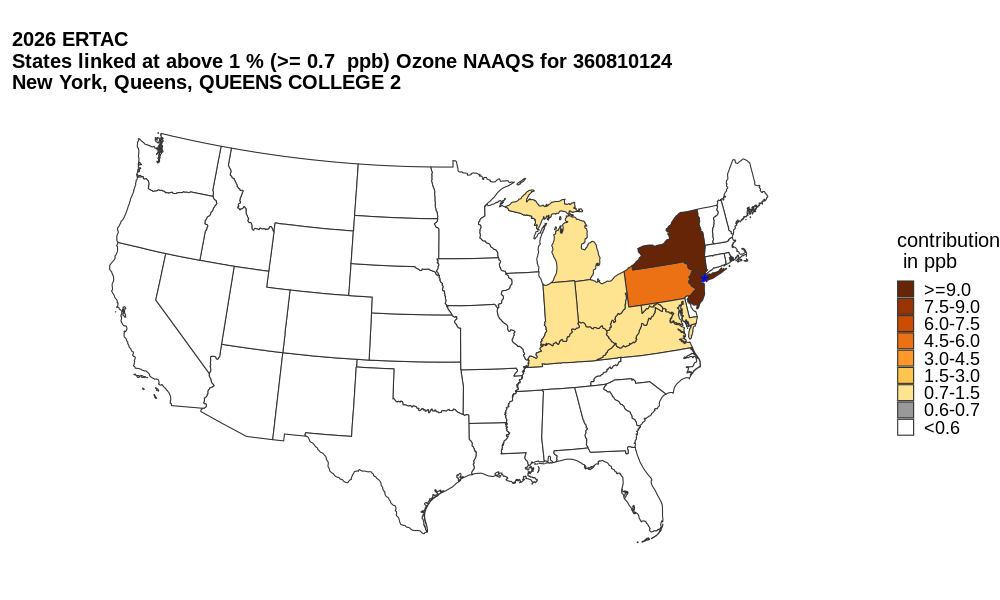 2026 ERTAC
States linked at above 1 % (>= 0.7  ppb) Ozone NAAQS for 360810124
New York, Queens, QUEENS COLLEGE 2
contribution
in ppb
>=9.0
7.5-9.0
6.0-7.5
4.5-6.0
3.0-4.5
1.5-3.0
0.7-1.5
0.6-0.7
<0.6